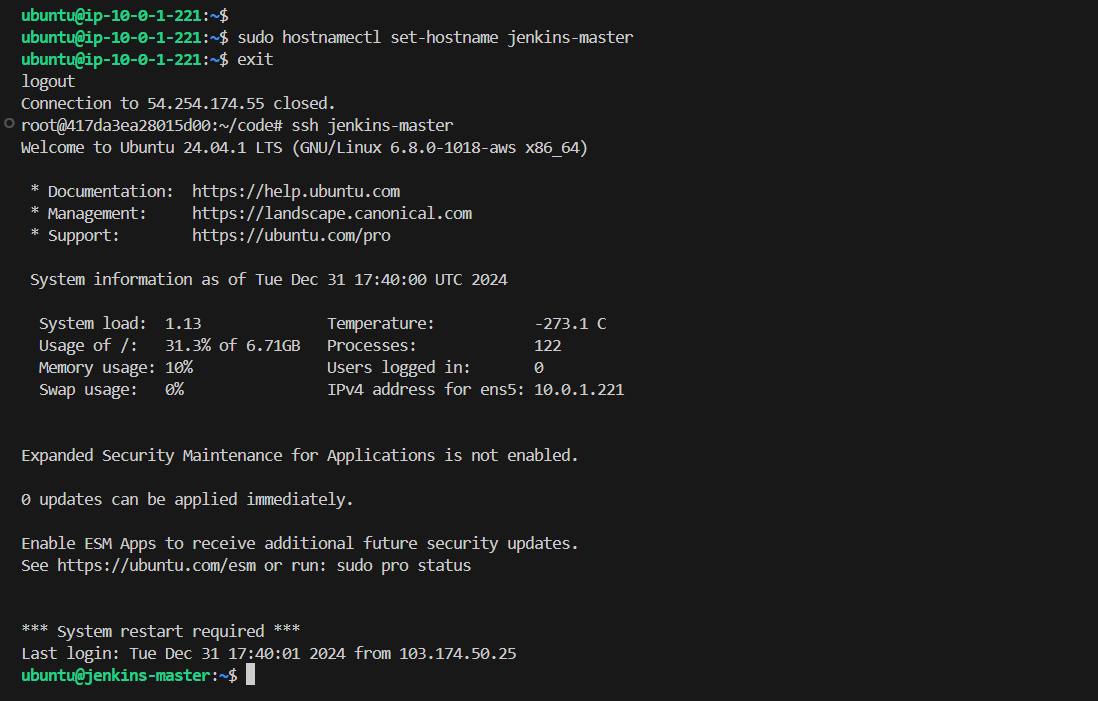 ubuntu@ip-10-0-1-221:~$
ubuntu@ip-10-0-1-221:~$ sudo hostnamectl set-hostname jenkins-master
ubuntu@ip-10-0-1-221:~$ exit
logout
Connection to 54.254.174.55 closed.
root@417da3ea28015d00:~/code# ssh jenkins-master
Welcome to Ubuntu 24.04.1 LTS (GNU/Linux 6.8.0-1018-aws x86_64)

 * Documentation:  https://help.ubuntu.com
 * Management:     https://landscape.canonical.com
 * Support:        https://ubuntu.com/pro

 System information as of Tue Dec 31 17:40:00 UTC 2024

  System load:  1.13              Temperature:           -273.1 C
  Usage of /:   31.3% of 6.71GB   Processes:             122
  Memory usage: 10%               Users logged in:       0
  Swap usage:   0%                IPv4 address for ens5: 10.0.1.221


Expanded Security Maintenance for Applications is not enabled.

0 updates can be applied immediately.

Enable ESM Apps to receive additional future security updates.
See https://ubuntu.com/esm or run: sudo pro status


*** System restart required ***
Last login: Tue Dec 31 17:40:01 2024 from 103.174.50.25
ubuntu@jenkins-master:~$